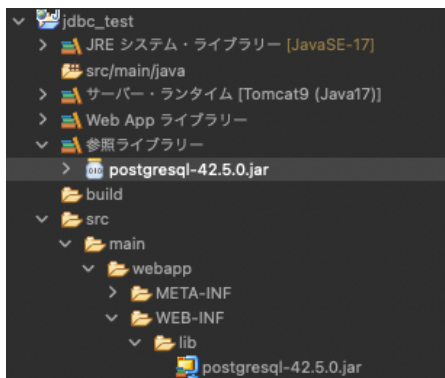 jdbc_test
JRE システム・ライブラリー [JavaSE-17]
src/main/java
サーバー・ランタイム [Tomcat9 (Java17)]
Web App ライブラリー
参照ライブラリー
postgresql-42.5.0.jar
build
src
main
webapp
META-INF
WEB-INF
lib
postgresql-42.5.0.jar